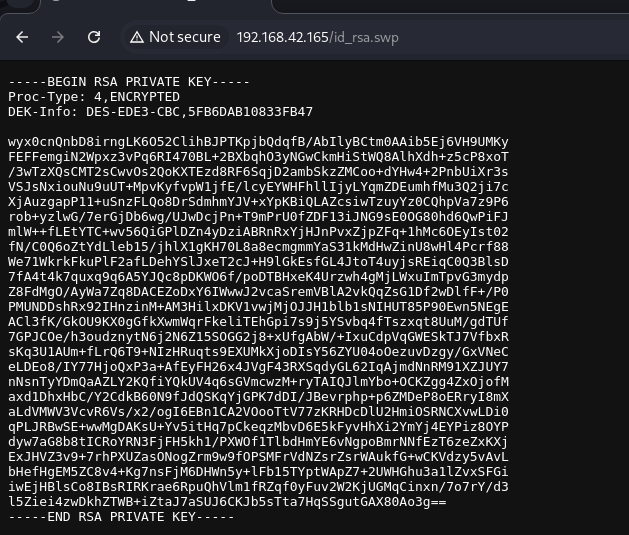 Not secure 192.168.42.165/id_rsa.swp
-----BEGIN RSA PRIVATE KEY-----
Proc-Type: 4,ENCRYPTED
DEK-Info: DES-EDE3-CBC,5FB6DAB10833FB47
wyx0cnQnbD8irngLK6O52ClihBJPTKpjbQdqfB/AbIlyBCtm0AAib5Ej6VH9UMKy
FEFFemgiN2Wpxz3vPq6RI470BL+2BXbqhO3yNGwCkmHiStWQ8AlhXdh+z5cP8xoT
/3wTzXQsCMT2sCwvOs2QoKXTEzd8RF6SqjD2ambSkzZMCoo+dYHw4+2PnbUiXr3s
VSJsNxiouNu9uUT+MpvKyfvpW1jfE/lcyEYWHFhllIjyLYqmZDEumhfMu3Q2ji7c
XjAuzgapP11+uSnzFLQo8DrSdmhmYJV+xYpKBiQLAZcsiwTzuyYz0CQhpVa7z9P6
rob+yzlwG/7erGjDb6wg/UJwDcjPn+T9mPrU0fZDF13iJNG9sE0OG80hd6QwPiFJ
mlW++fLEtYTC+wv56QiGPlDZn4yDziABRnRxYjHJnPvxZjpZFq+1hMc6OEyIst02
fN/C0Q6oZtYdLleb15/jhlX1gKH70L8a8ecmgmmYaS31kMdHwZinU8wHl4Pcrf88
We71WkrkFkuPlF2afLDehYSlJxeT2cJ+H9lGkEsfGL4JtoT4uyjsREiqC0Q3BlsD
7fA4t4k7quxq9q6A5YJQc8pDKWO6f/poDTBHxeK4Urzwh4gMjLWxuImTpvG3mydp
Z8FdMgO/AyWa7Zq8DACEZoDxY6IWwwJ2vcaSremVBlA2vkQqZsG1Df2wDlfF+/P0
PMUNDDshRx92IHnzinM+AM3HilxDKV1vwjMjOJJH1blb1sNIHUT85P90Ewn5NEgE
ACl3fK/GkOU9KX0gGfkXwmWqrFkeliTEhGpi7s9j5YSvbq4fTszxqt8UuM/gdTUf
7GPJCOe/h3oudznytN6j2N6Z15SOGG2j8+xUfgAbW/+IxuCdpVqGWESkTJ7VfbxR
sKq3U1AUm+fLrQ6T9+NIzHRuqts9EXUMkXjoDIsY56ZYU04oOezuvDzgy/GxVNeC
eLDEo8/IY77HjoQxP3a+AfEyFH26x4JVgF43RXSqdyGL62IqAjmdNnRM91XZJUY7
nNsnTyYDmQaAZLY2KQfiYQkUV4q6sGVmcwzM+ryTAIQJlmYbo+OCKZgg4ZxOjofM
axd1DhxHbC/Y2CdkB60N9fJdQSKqYjGPK7dDI/JBevrphp+p6ZMDeP8oERryI8mX
aLdVMWV3VcvR6Vs/x2/ogI6EBn1CA2VOooTtV77zKRHDcDlU2HmiOSRNCXvwLDi0
qPLJRBwSE+wwMgDAKsU+Yv5itHq7pCkeqzMbvD6E5kFyvHhXi2YmYj4EYPiz8OYP
dyw7aG8b8tICRoYRN3FjFH5kh1/PXWOf1TlbdHmYE6vNgpoBmrNNfEzT6zeZxKXj
ExJHVZ3v9+7rhPXUZasONogZrm9w9fOPSMFrVdNZsrZsrWAukfG+wCKVdzy5vAvL
bHefHgEM5ZC8v4+Kg7nsFjM6DHWn5y+lFb15TYptWApZ7+2UWHGhu3a1lZvxSFGi
iwEjHBlsCo8IBsRIRKrae6RpuQhVlm1fRZqf0yFuv2W2KjUGMqCinxn/7o7rY/d3
l5Ziei4zwDkhZTWB+iZtaJ7aSUJ6CKJb5sTta7HqSSgutGAX80Ao3g==
-----END RSA PRIVATE KEY-----